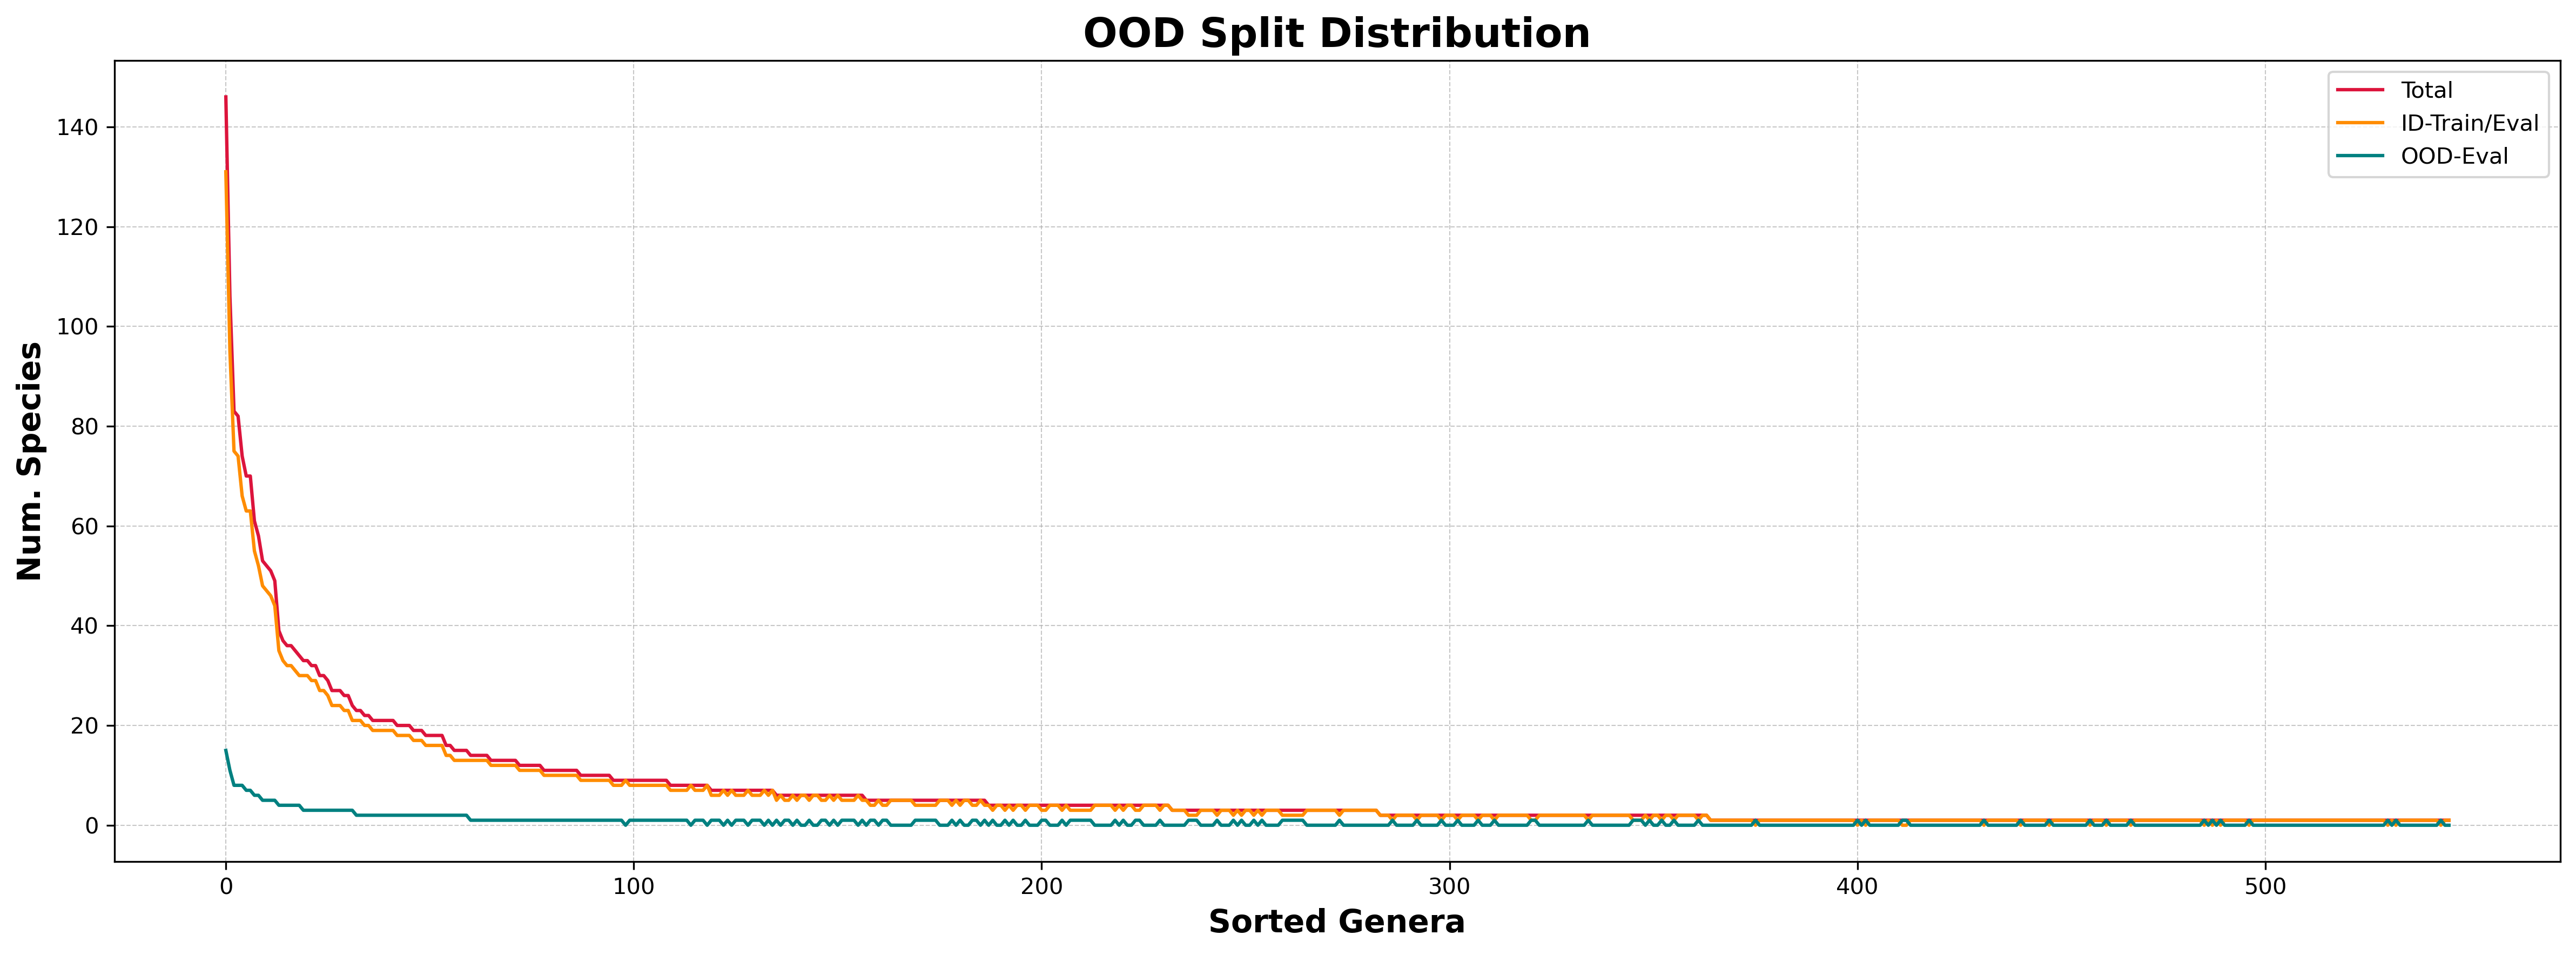 OOD Split Distribution
Total
ID-Train/Eval
OOD-Eval
Num. Species
140
120
100
80
60
40
20
0
0 100 200 300 400 500
Sorted Genera